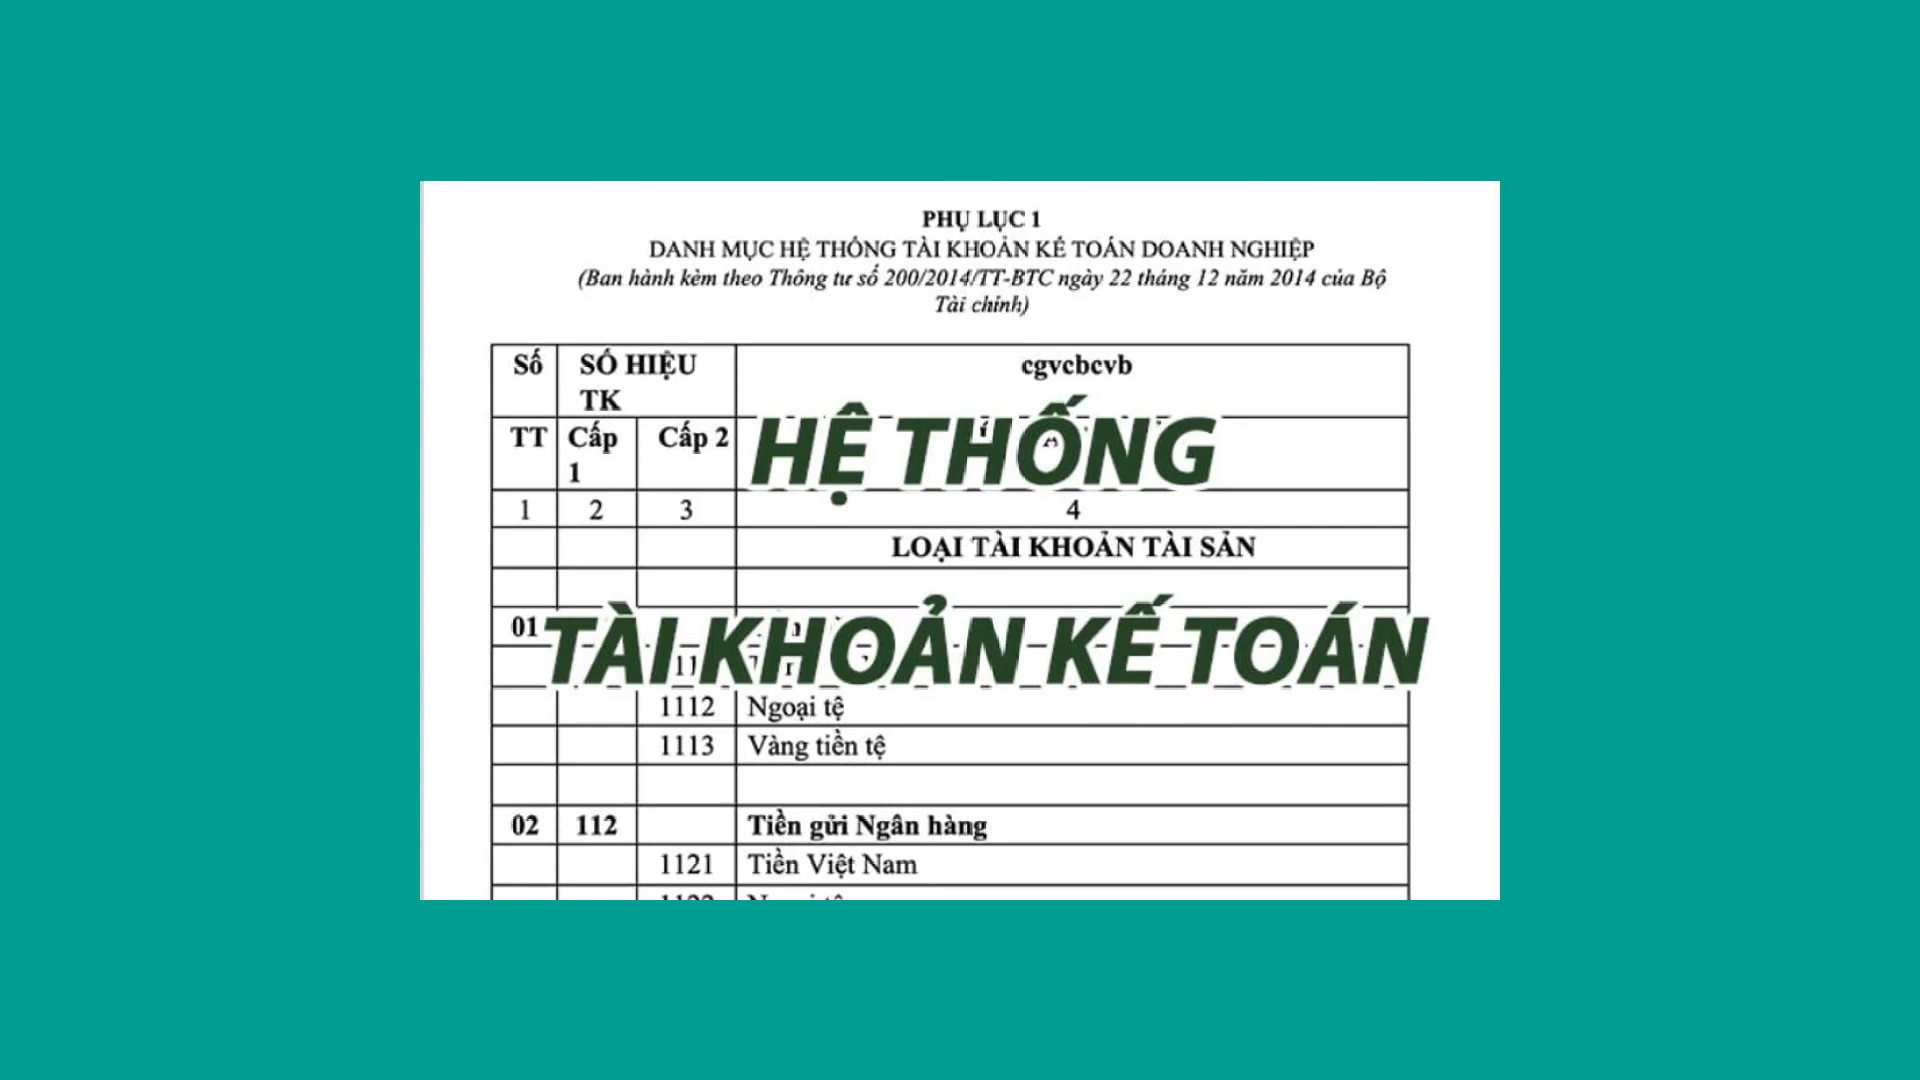 PHỤ LỤC 1
DANH MỤC HỆ THỐNG TÀI KHOẢN KẾ TOÁN DOANH NGHIỆP
(Ban hành kèm theo Thông tư số 200/2014/TT-BTC ngày 22 tháng 12 năm 2014 của Bộ
Tài chính)
Số SỐ HIỆU cgvcbcvb
TK
TT Cấp Cấp 2
1
HỆ THỐNG
1 2 3 4
LOẠI TÀI KHOẢN TÀI SẢN
01
TÀI KHOẢN KẾ TOÁN
1112 Ngoại tệ
1113 Vàng tiền tệ
02 112 Tiền gửi Ngân hàng
1121 Tiền Việt Nam